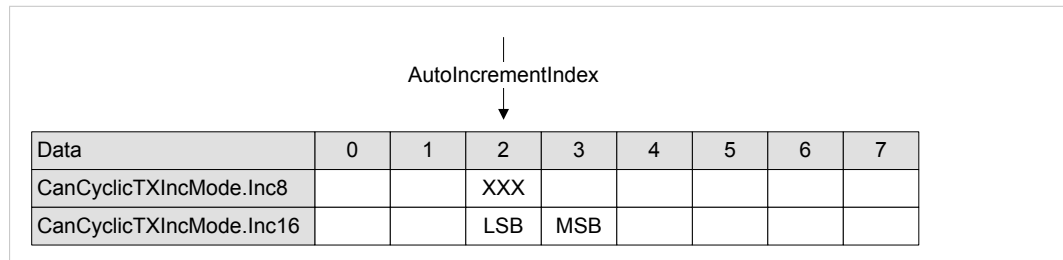 AutoIncrementIndex
Data 0 1 2 3 4 5 6 7
CanCyclicTXIncMode.Inc8 XXX
CanCyclicTXIncMode.Inc16 LSB MSB